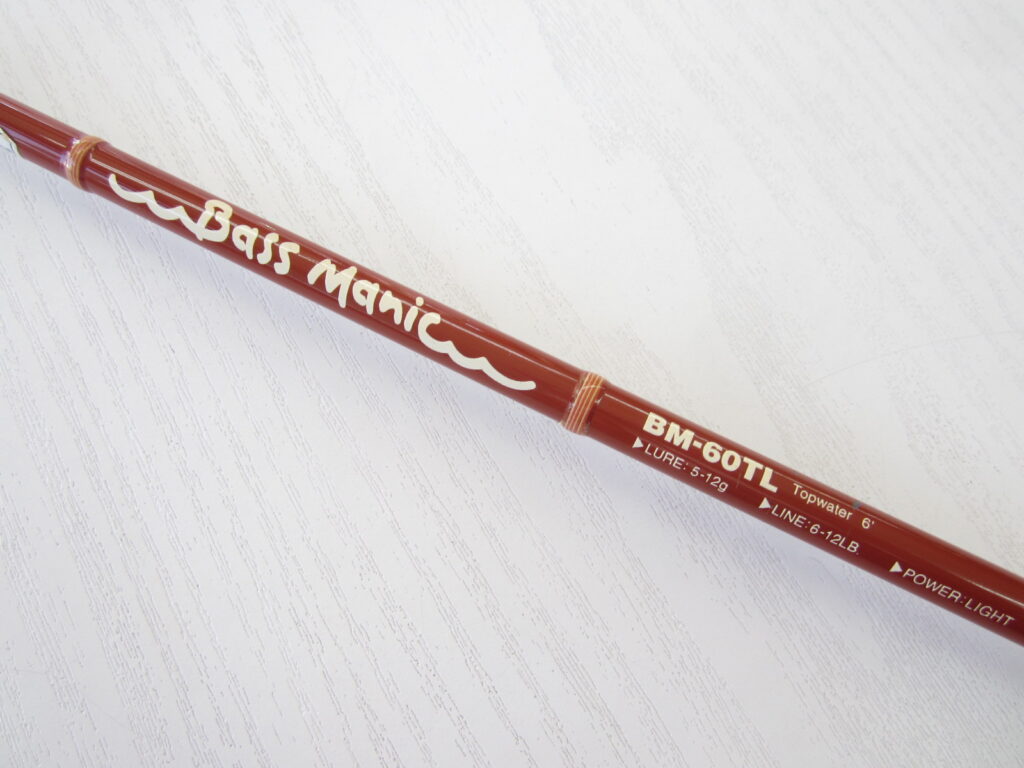 Bass Manic
BM-60TL Topwater 6'
▶LURE: 5-12g ▶LINE: 6-12LB. ▶POWER: LIGHT